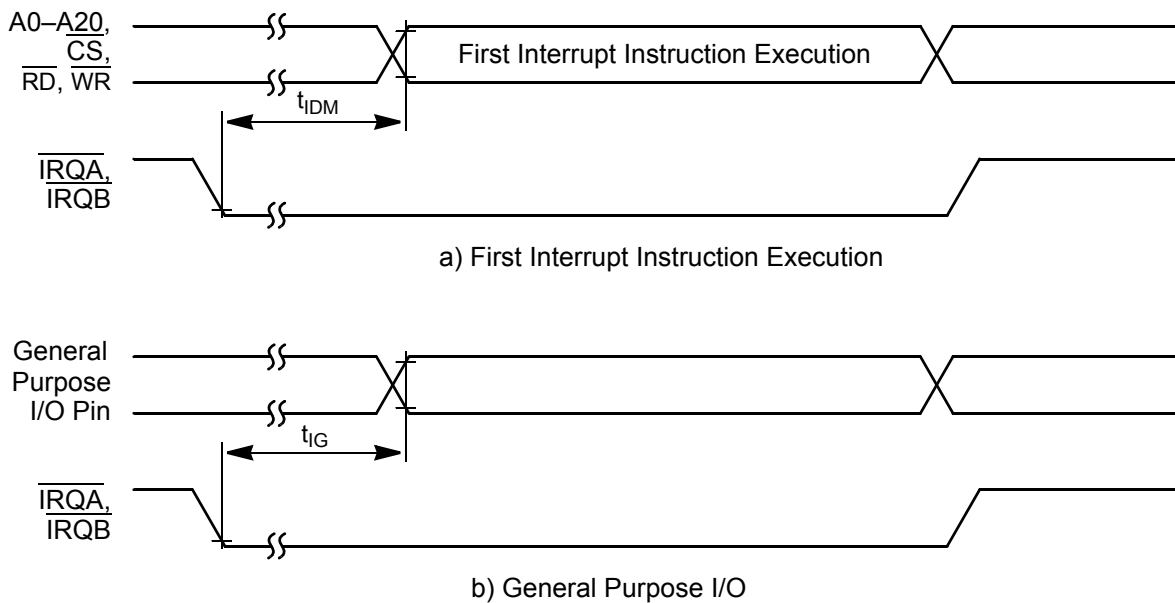 A0–A20,
CS,
RD, WR
First Interrupt Instruction Execution
tIDM
IRQA,
IRQB
a) First Interrupt Instruction Execution
General
Purpose
I/O Pin
tIG
IRQA,
IRQB
b) General Purpose I/O